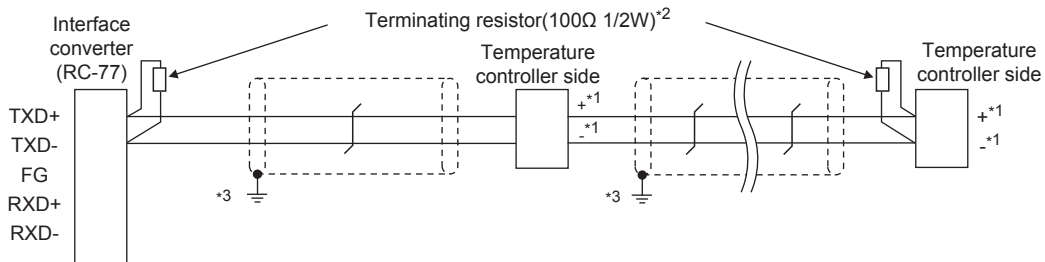 Terminating resistor(100Ω 1/2W)*2
Interface
converter
(RC-77)
Temperature
controller side
Temperature
controller side
TXD+
TXD-
FG
RXD+
RXD-
+*1
-*1
+*1
-*1
*3
*3